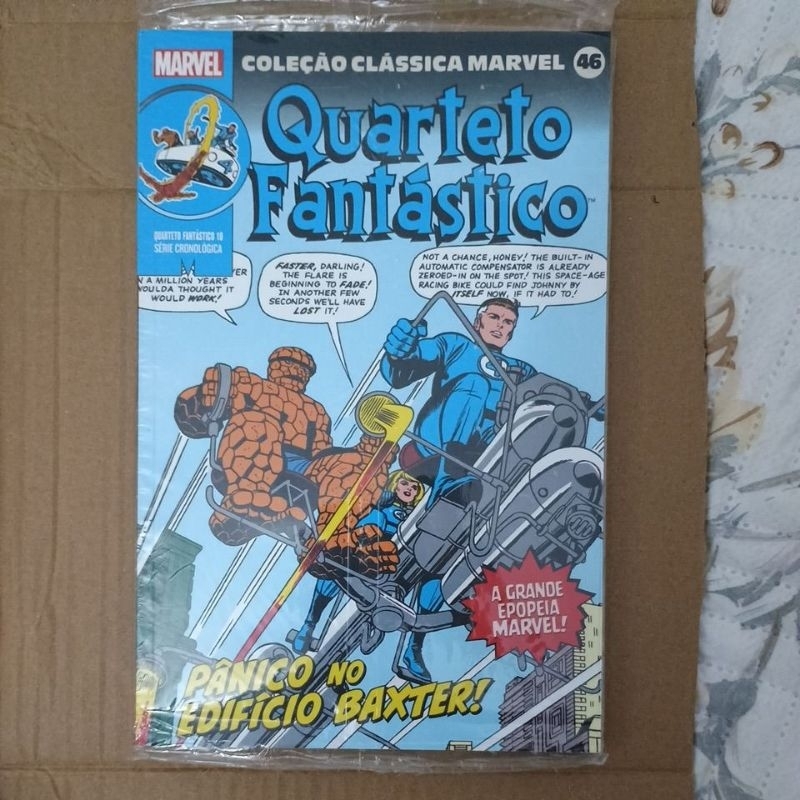 MARVEL
COLEÇÃO CLÁSSICA MARVEL 46
Quarteto
Fantástico
TM
QUARTETO FANTÁSTICO 10
SÉRIE CRONOLÓGICA
N A MILLION YEARS
WOULDA THOUGHT IT
WOULD WORK!
FASTER, DARLING!
THE FLARE IS
BEGINNING TO FADE!
IN ANOTHER FEW
SECONDS WE'LL HAVE
LOST IT!
NOT A CHANCE, HONEY! THE BUILT-IN
AUTOMATIC COMPENSATOR IS ALREADY
ZEROED-IN ON THE SPOT! THIS SPACE-AGE
RACING BIKE COULD FIND JOHNNY BY
ITSELF NOW, IF IT HAD TO!
A GRANDE
EPOPEIA
MARVEL!
PÂNICO NO
EDIFÍCIO BAXTER!